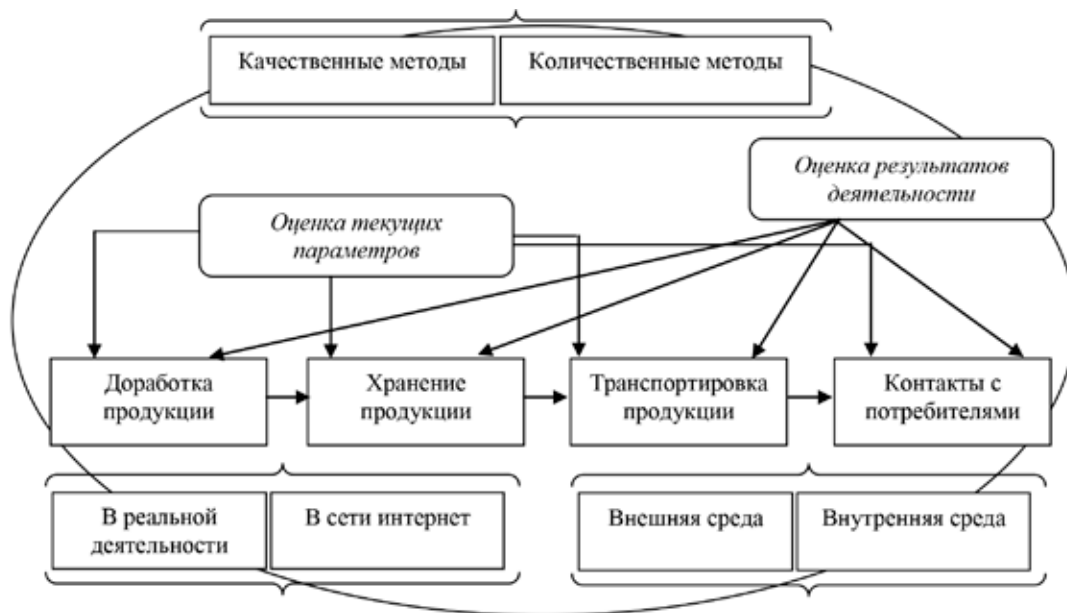 Качественные методы
Количественные методы
Оценка результатов
деятельности
Оценка текущих
параметров
Доработка
продукции
Хранение
продукции
Транспортировка
продукции
Контакты с
потребителями
В реальной
деятельности
В сети интернет
Внешняя среда
Внутренняя среда